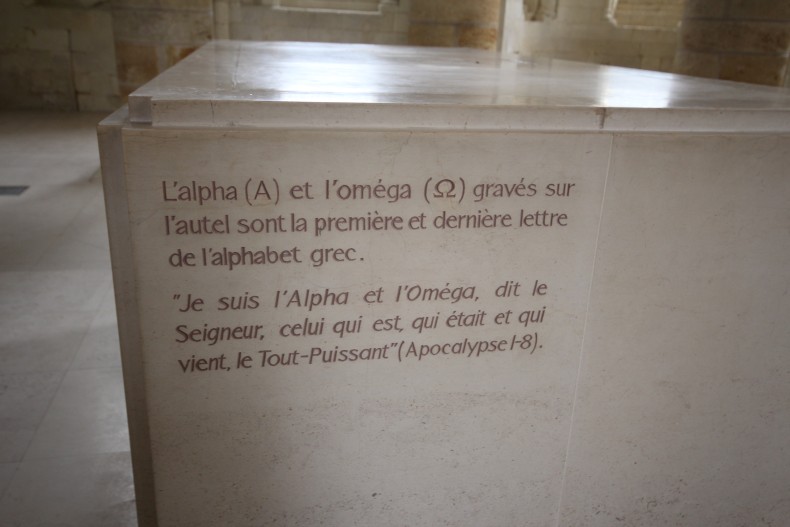 L'alpha (A) et l'oméga (Ω) gravés sur
l'autel sont la première et dernière lettre
de l'alphabet grec.
"Je suis l'Alpha et l'Oméga, dit le
Seigneur, celui qui est, qui était et qui
vient, le Tout-Puissant" (Apocalypse I-8).